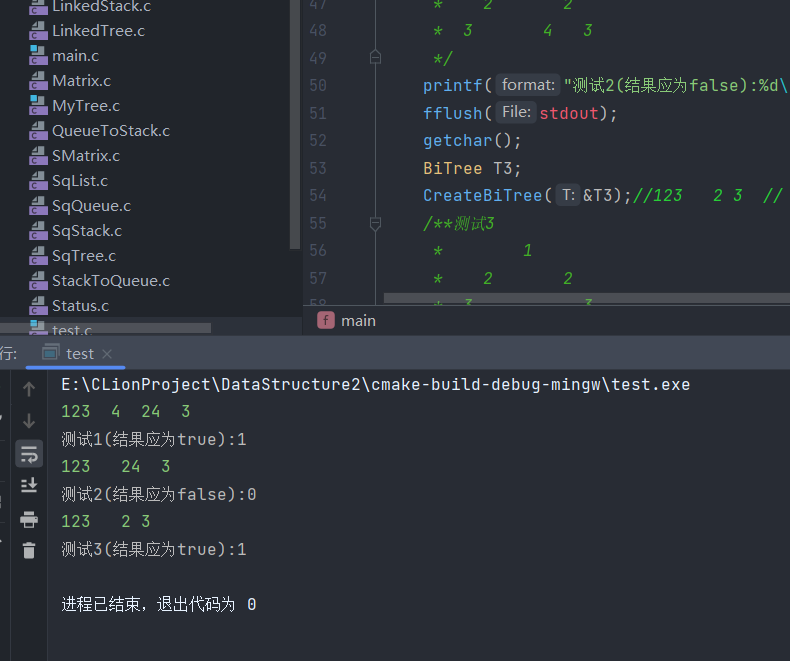 LinkedStack.c
LinkedTree.c
main.c
Matrix.c
MyTree.c
QueueToStack.c
SMatrix.c
SqList.c
SqQueue.c
SqStack.c
SqTree.c
StackToQueue.c
Status.c
test.c
47 * 2 2
48 * 3 4 3
49 */
50 printf( format: "测试2(结果应为false):%d\
51 fflush( File: stdout);
52 getchar();
53 BiTree T3;
54 CreateBiTree( T: &T3);//123   2 3  //
55 /**测试3
56 * 1
57 * 2 2
58 * 3 3
f main
行: test ×
E:\CLionProject\DataStructure2\cmake-build-debug-mingw\test.exe
123  4  24  3
测试1(结果应为true):1
123   24  3
测试2(结果应为false):0
123   2 3
测试3(结果应为true):1
进程已结束，退出代码为 0